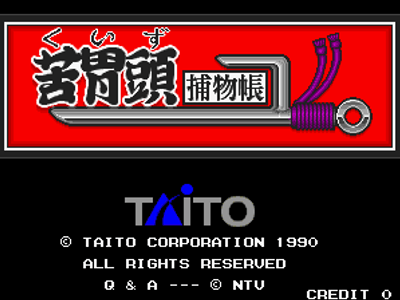 くいず
苦胃頭捕物帳
TAITO
© TAITO CORPORATION 1990
ALL RIGHTS RESERVED
Q & A --- © NTV
CREDIT 0